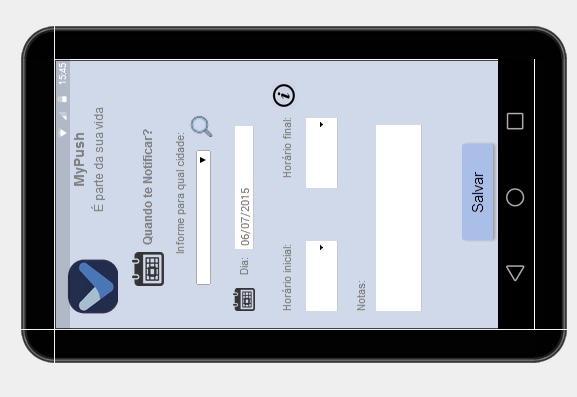 15:45
MyPush
É parte da sua vida
Quando te Notificar?
Informe para qual cidade:
Dia: 06/07/2015
Horário inicial: Horário final:
Notas:
Salvar